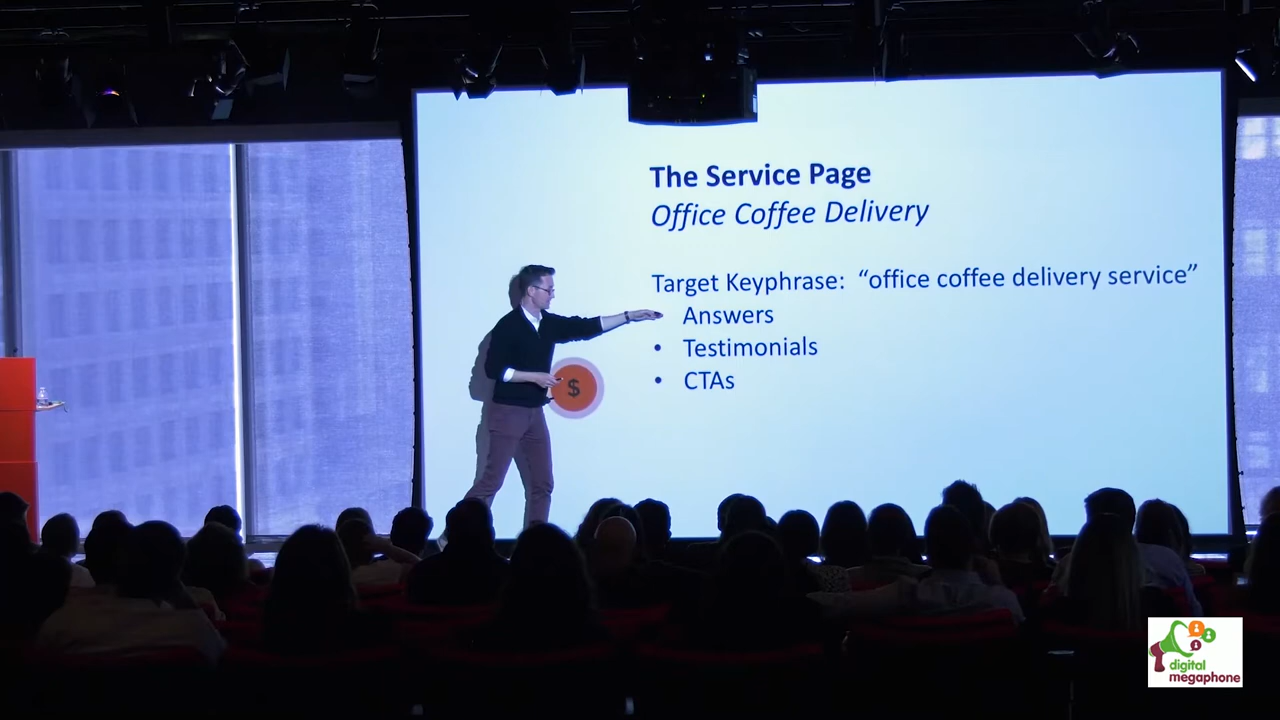 The Service Page
Office Coffee Delivery
Target Keyphrase: “office coffee delivery service”
Answers
• Testimonials
• CTAs
$
digital
megaphone